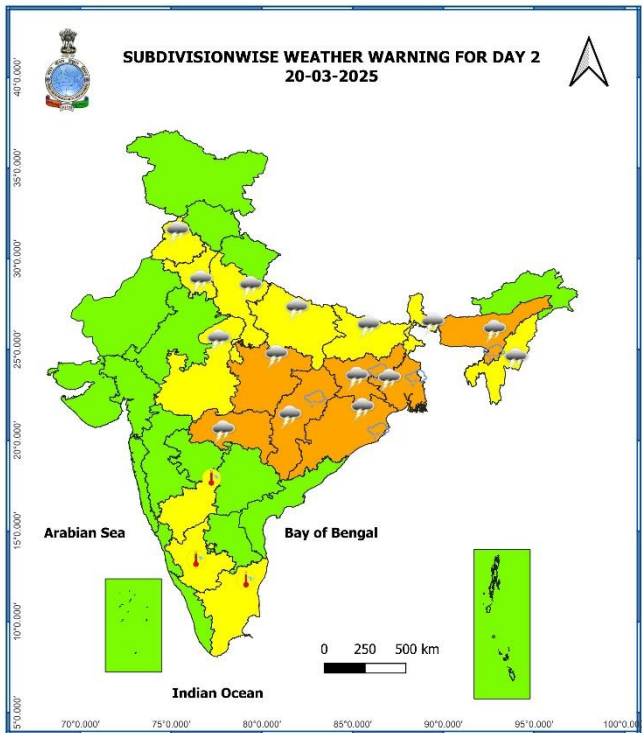 SUBDIVISIONWISE WEATHER WARNING FOR DAY 2
20-03-2025
40°0.000'
35°0.000'
30°0.000'
25°0.000'
20°0.000'
15°0.000'
10°0.000'
5°0.000'
Arabian Sea
Bay of Bengal
0 250 500 km
Indian Ocean
70°0.000' 75°0.000' 80°0.000' 85°0.000' 90°0.000' 95°0.000' 100°0.000'